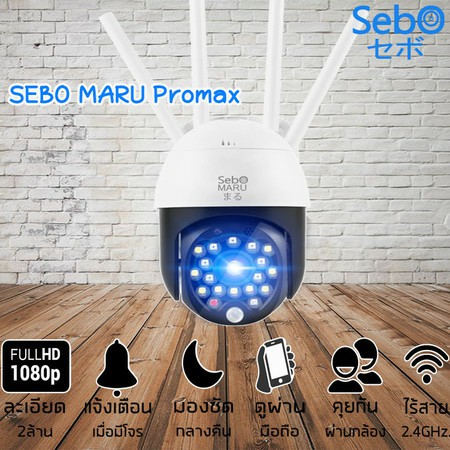 SebO
セボ
SEBO MARU Promax
SebO
MARU
まる
FULL HD
1080p
ละเอียด
2ล้าน
แจ้งเตือน
เมื่อมีโจร
มองชัด
กลางคืน
ดูผ่าน
มือถือ
คุยกัน
ผ่านกล้อง
ไร้สาย
2.4GHz.